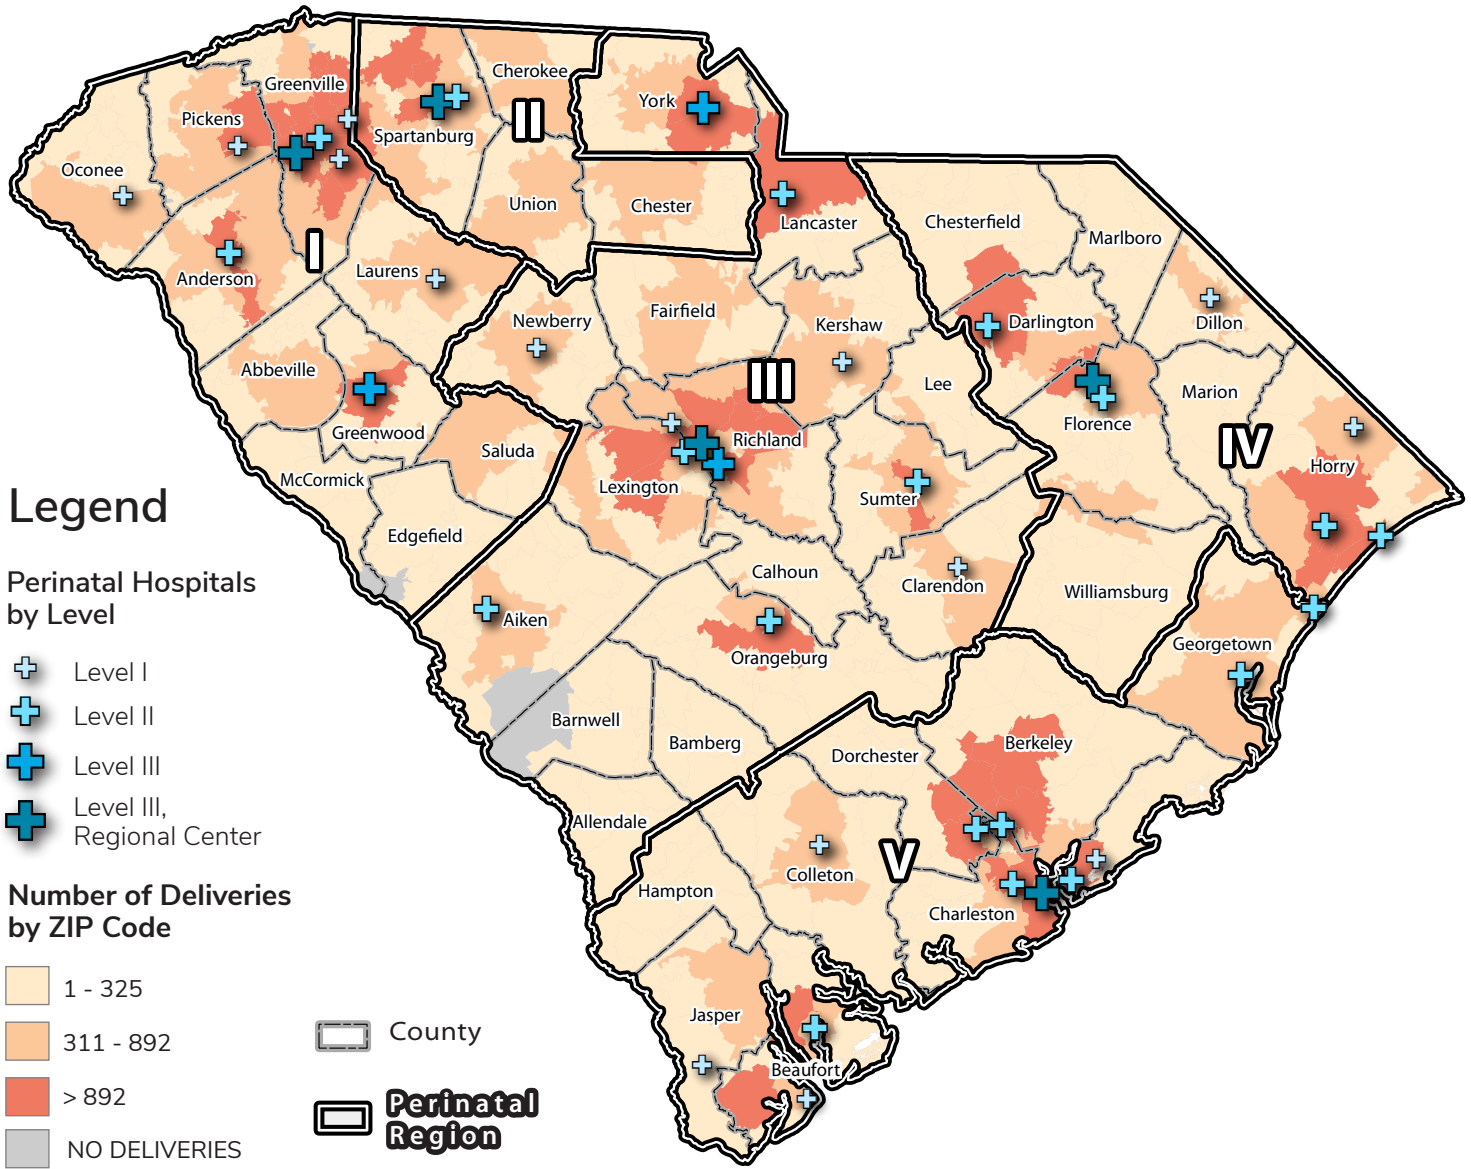 Cherokee
Greenville
York
Pickens
II
Spartanburg
Oconee
Union
Chester
Lancaster
Chesterfield
Marlboro
I
Anderson
Laurens
Newberry
Fairfield
Kershaw
Darlington
Dillon
Abbeville
III
Lee
Marion
Greenwood
Richland
Florence
IV
Saluda
McCormick
Lexington
Sumter
Horry
Edgefield
Calhoun
Clarendon
Williamsburg
Aiken
Orangeburg
Georgetown
Barnwell
Bamberg
Dorchester
Berkeley
Allendale
V
Colleton
Hampton
Charleston
Jasper
Beaufort
Legend
Perinatal Hospitals
by Level
Level I
Level II
Level III
Level III,
Regional Center
Number of Deliveries
by ZIP Code
1 - 325
311 - 892
> 892
NO DELIVERIES
County
Perinatal
Region